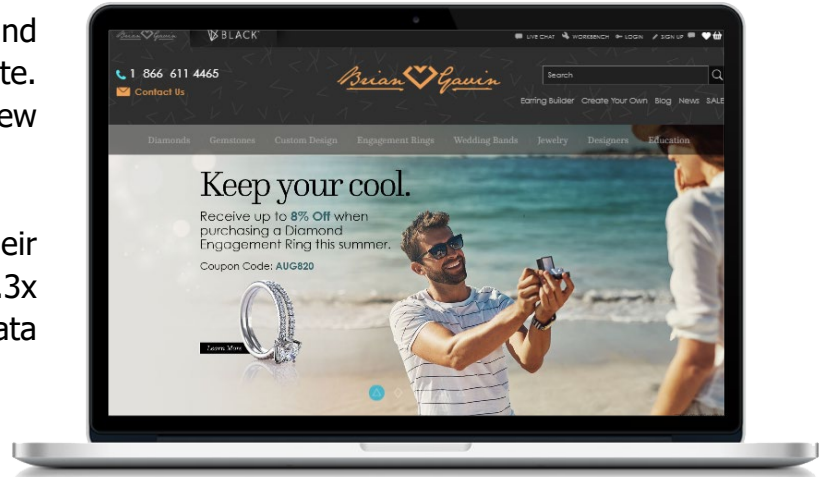 nd
te.
ew
eir
.3x
ata
Brian Gavin
BLACK
LIVE CHAT WORKBENCH LOGIN SIGN UP
1 866 611 4465
Contact Us
Brian Gavin
Search
Earring Builder Create Your Own Blog News SALE
Diamonds Gemstones Custom Design Engagement Rings Wedding Bands Jewelry Designers Education
Keep your cool.
Receive up to 8% Off when
purchasing a Diamond
Engagement Ring this summer.
Coupon Code: AUG820
Learn More